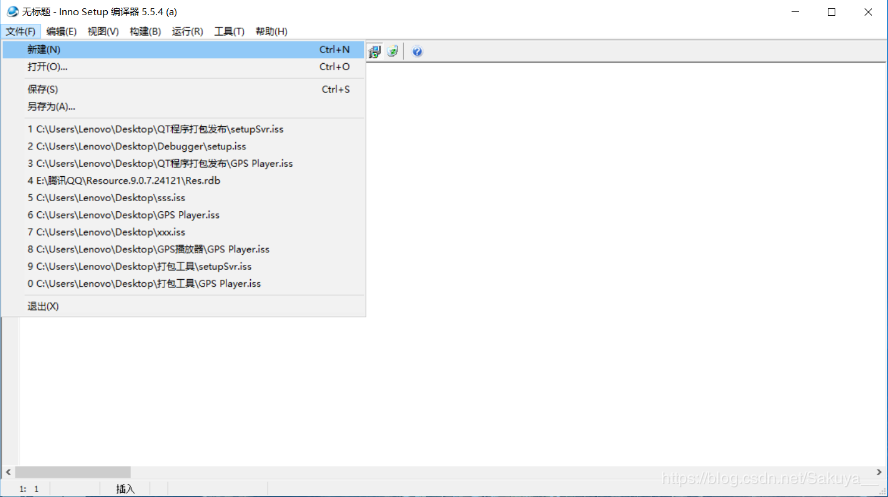 无标题 - Inno Setup 编译器 5.5.4 (a)
文件(F) 编辑(E) 视图(V) 构建(B) 运行(R) 工具(T) 帮助(H)
新建(N) Ctrl+N
打开(O)... Ctrl+O
保存(S) Ctrl+S
另存为(A)...
1 C:\Users\Lenovo\Desktop\QT程序打包发布\setupSvr.iss
2 C:\Users\Lenovo\Desktop\Debugger\setup.iss
3 C:\Users\Lenovo\Desktop\QT程序打包发布\GPS Player.iss
4 E:\腾讯QQ\Resource.9.0.7.24121\Res.rdb
5 C:\Users\Lenovo\Desktop\sss.iss
6 C:\Users\Lenovo\Desktop\GPS Player.iss
7 C:\Users\Lenovo\Desktop\xxx.iss
8 C:\Users\Lenovo\Desktop\GPS播放器\GPS Player.iss
9 C:\Users\Lenovo\Desktop\打包工具\setupSvr.iss
0 C:\Users\Lenovo\Desktop\打包工具\GPS Player.iss
退出(X)
https://blog.csdn.net/Sakuya__
1: 1 插入